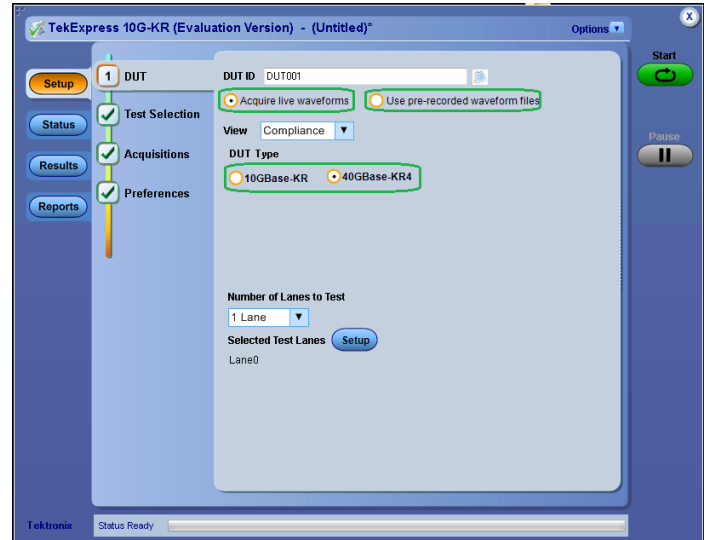 TekExpress 10G-KR (Evaluation Version) - (Untitled)*
Options
X
Start
Setup
1 DUT
DUT ID DUT001
Acquire live waveforms
Use pre-recorded waveform files
Test Selection
Status
View Compliance
Pause
Acquisitions
DUT Type
Results
10GBase-KR
40GBase-KR4
Preferences
Reports
Number of Lanes to Test
1 Lane
Selected Test Lanes Setup
Lane0
Tektronix
Status Ready